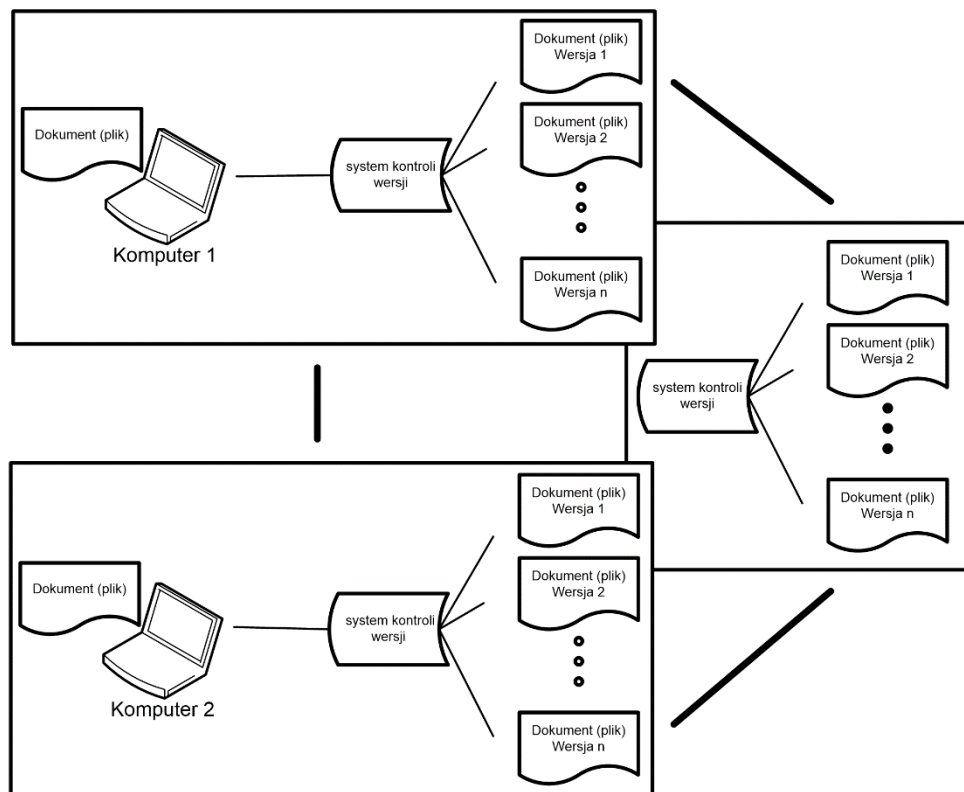 Dokument (plik)
Wersja 1
Dokument (plik)
Wersja 2
Dokument (plik)
system kontroli
wersji
Komputer 1
Dokument (plik)
Wersja n
Dokument (plik)
Wersja 1
Dokument (plik)
Wersja 2
system kontroli
wersji
Dokument (plik)
Wersja n
Dokument (plik)
Wersja 1
Dokument (plik)
Wersja 2
Dokument (plik)
system kontroli
wersji
Komputer 2
Dokument (plik)
Wersja n